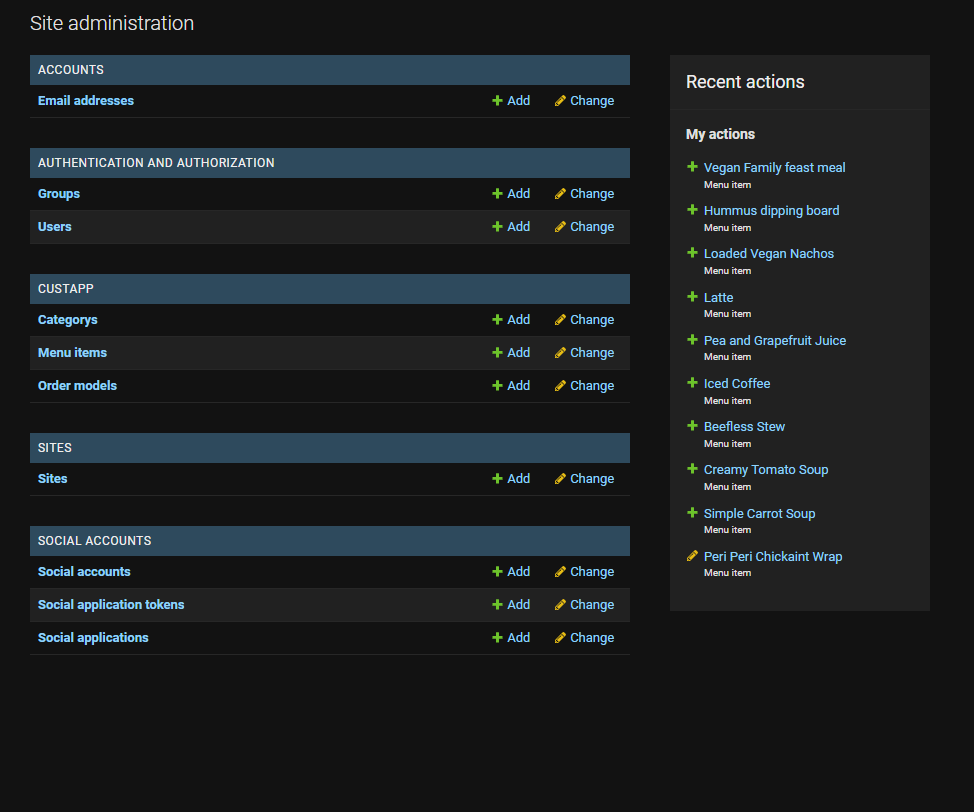 Site administration
ACCOUNTS
Email addresses Add Change
AUTHENTICATION AND AUTHORIZATION
Groups Add Change
Users Add Change
CUSTAPP
Categorys Add Change
Menu items Add Change
Order models Add Change
SITES
Sites Add Change
SOCIAL ACCOUNTS
Social accounts Add Change
Social application tokens Add Change
Social applications Add Change
Recent actions
My actions
Vegan Family feast meal
Menu item
Hummus dipping board
Menu item
Loaded Vegan Nachos
Menu item
Latte
Menu item
Pea and Grapefruit Juice
Menu item
Iced Coffee
Menu item
Beefless Stew
Menu item
Creamy Tomato Soup
Menu item
Simple Carrot Soup
Menu item
Peri Peri Chickaint Wrap
Menu item